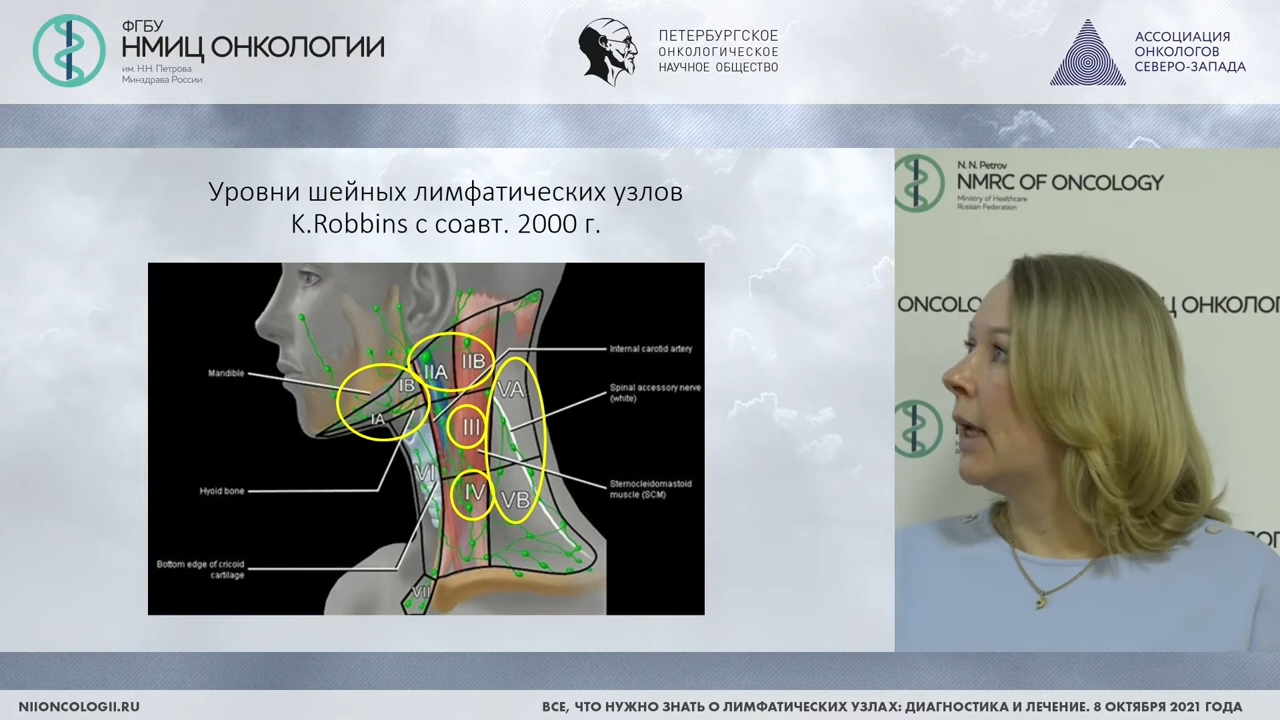 ФГБУ
НМИЦ ОНКОЛОГИИ
им. Н.Н. Петрова
Минздрава России
ПЕТЕРБУРГСКОЕ
ОНКОЛОГИЧЕСКОЕ
НАУЧНОЕ ОБЩЕСТВО
АССОЦИАЦИЯ
ОНКОЛОГОВ
СЕВЕРО-ЗАПАДА
Уровни шейных лимфатических узлов
K.Robbins с соавт. 2000 г.
Mandible
Hyoid bone
Bottom edge of cricoid
cartilage
IA
IB
IIA
IIB
III
IV
VA
VB
VI
VII
Internal carotid artery
Spinal accessory nerve
(white)
Sternocleidomastoid
muscle (SCM)
N. N. Petrov
NMRC OF ONCOLOGY
Ministry of Healthcare
Russian Federation
ONCOLO
Ц ОНКОЛОГ
NIIONCOLOGII.RU
ВСЕ, ЧТО НУЖНО ЗНАТЬ О ЛИМФАТИЧЕСКИХ УЗЛАХ: ДИАГНОСТИКА И ЛЕЧЕНИЕ. 8 ОКТЯБРЯ 2021 ГОДА